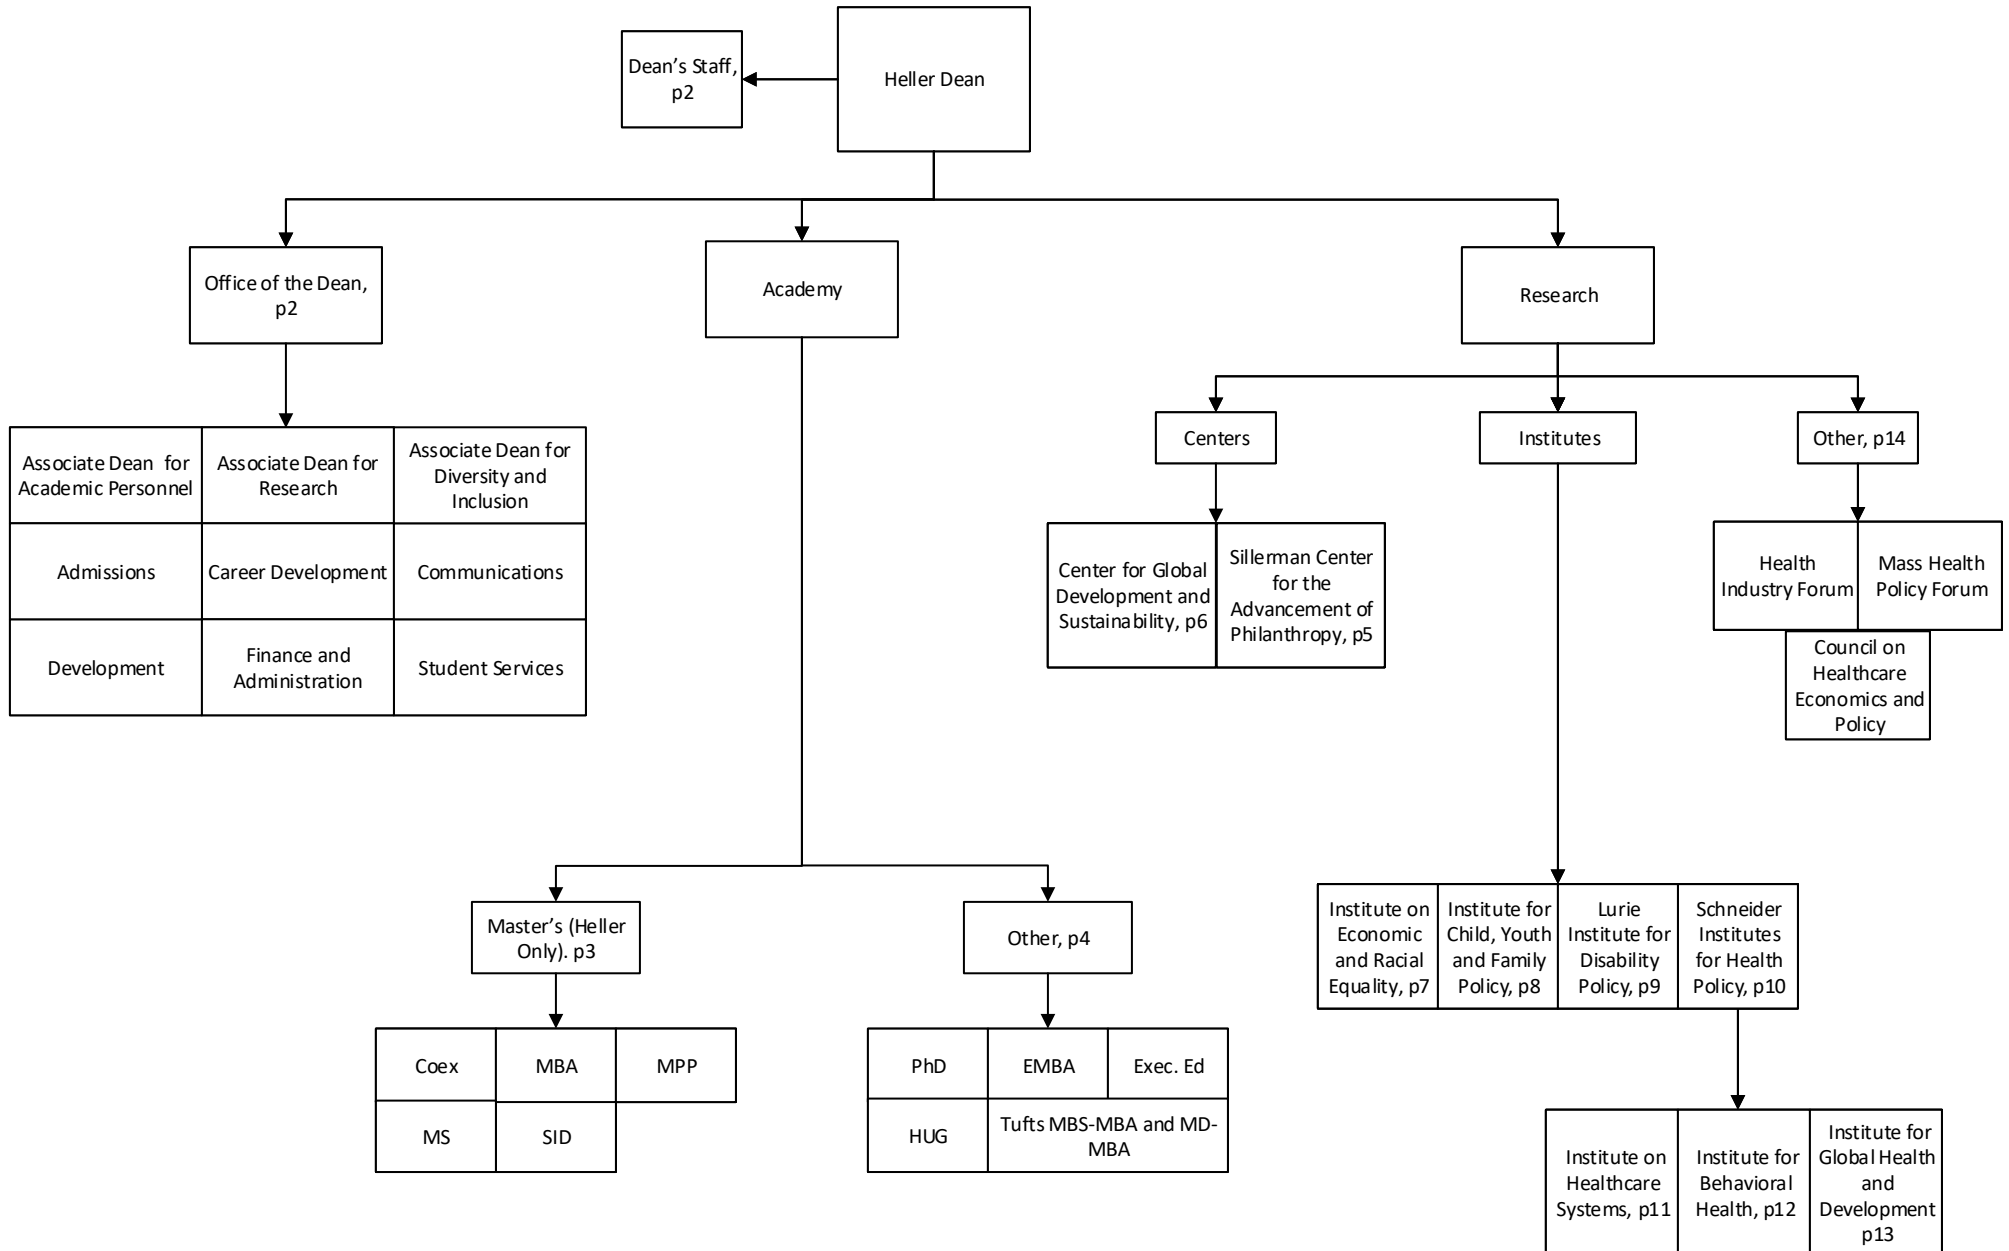 Dean's Staff,
p2
Heller Dean
Office of the Dean,
p2
Academy
Research
Associate Dean  for
Academic Personnel
Associate Dean for
Research
Associate Dean for
Diversity and
Inclusion
Admissions
Career Development
Communications
Development
Finance and
Administration
Student Services
Centers
Institutes
Other, p14
Center for Global
Development and
Sustainability, p6
Sillerman Center
for the
Advancement of
Philanthropy, p5
Health
Industry Forum
Mass Health
Policy Forum
Council on
Healthcare
Economics and
Policy
Master's (Heller
Only). p3
Other, p4
Coex
MBA
MPP
MS
SID
PhD
EMBA
Exec. Ed
HUG
Tufts MBS-MBA and MD-
MBA
Institute on
Economic
and Racial
Equality, p7
Institute for
Child, Youth
and Family
Policy, p8
Lurie
Institute for
Disability
Policy, p9
Schneider
Institutes
for Health
Policy, p10
Institute on
Healthcare
Systems, p11
Institute for
Behavioral
Health, p12
Institute for
Global Health
and
Development
p13